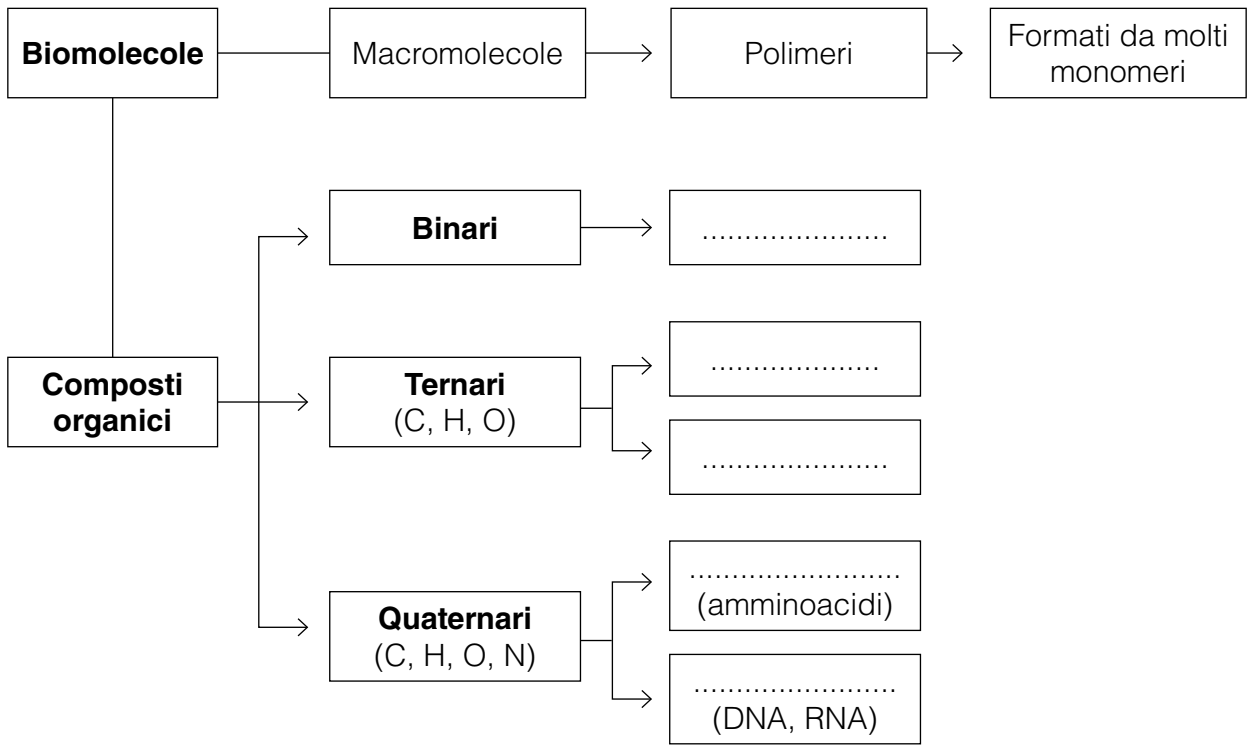 Biomolecole
Macromolecole
Polimeri
Formati da molti
monomeri
Binari
......................
Composti
organici
Ternari
(C, H, O)
....................
......................
Quaternari
(C, H, O, N)
.........................
(amminoacidi)
........................
(DNA, RNA)